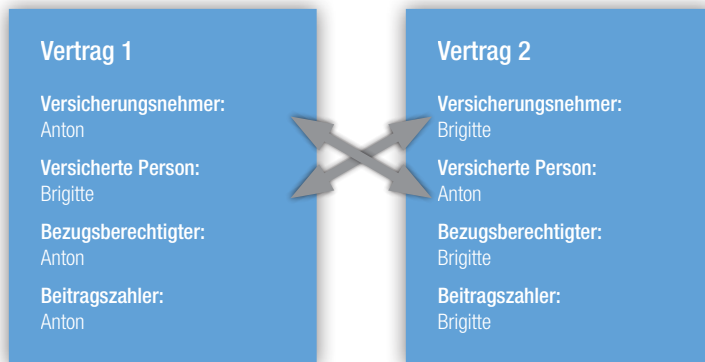 Vertrag 1
Versicherungsnehmer:
Anton
Versicherte Person:
Brigitte
Bezugsberechtigter:
Anton
Beitragszahler:
Anton
Vertrag 2
Versicherungsnehmer:
Brigitte
Versicherte Person:
Anton
Bezugsberechtigter:
Brigitte
Beitragszahler:
Brigitte